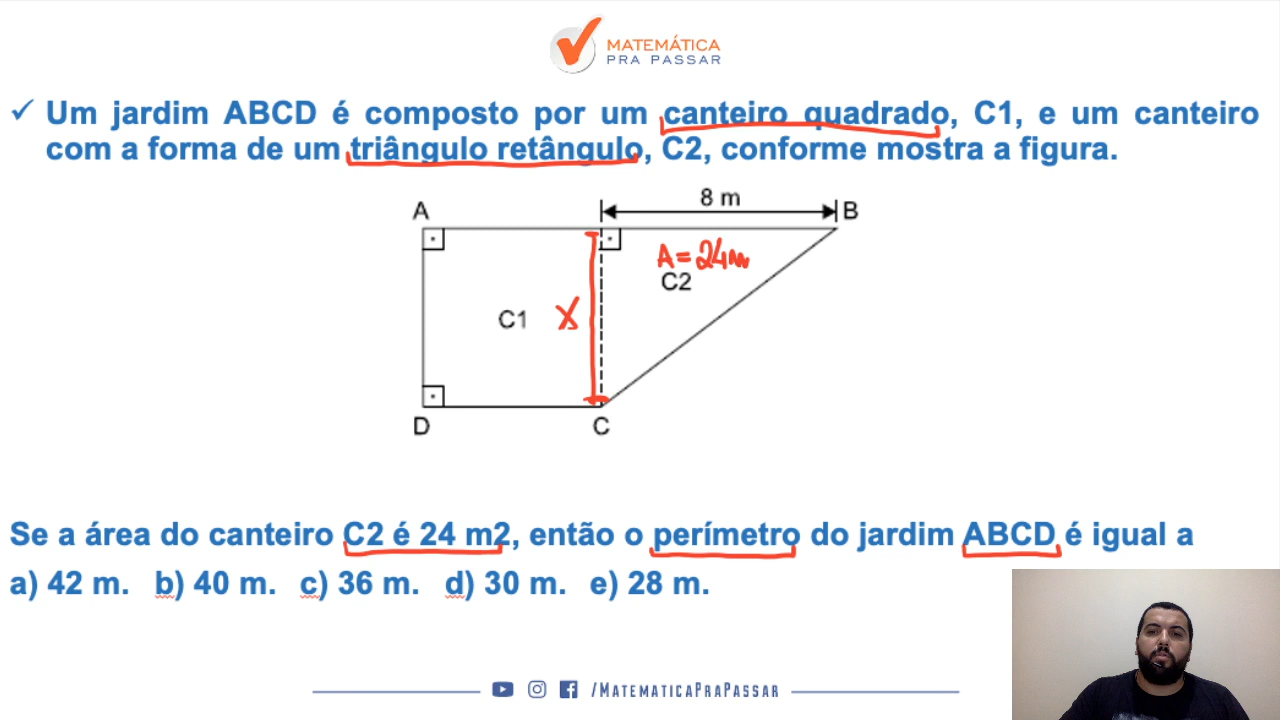 MATEMÁTICA
PRA PASSAR
✓ Um jardim ABCD é composto por um canteiro quadrado, C1, e um canteiro
com a forma de um triângulo retângulo, C2, conforme mostra a figura.
8 m
A
B
A = 24m
C2
C1
X
D
C
Se a área do canteiro C2 é 24 m2, então o perímetro do jardim ABCD é igual a
a) 42 m. b) 40 m. c) 36 m. d) 30 m. e) 28 m.
/MATEMATICAPRAPASSAR